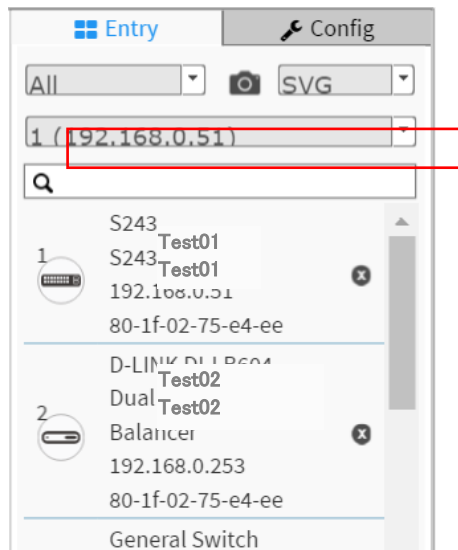 Entry
Config
All
SVG
1 (192.168.0.51)
S243
Test01
1
S243
Test01
192.168.0.51
80-1f-02-75-e4-ee
D-LINK
Test02
Dual
Test02
2
Balancer
192.168.0.253
80-1f-02-75-e4-ee
General Switch